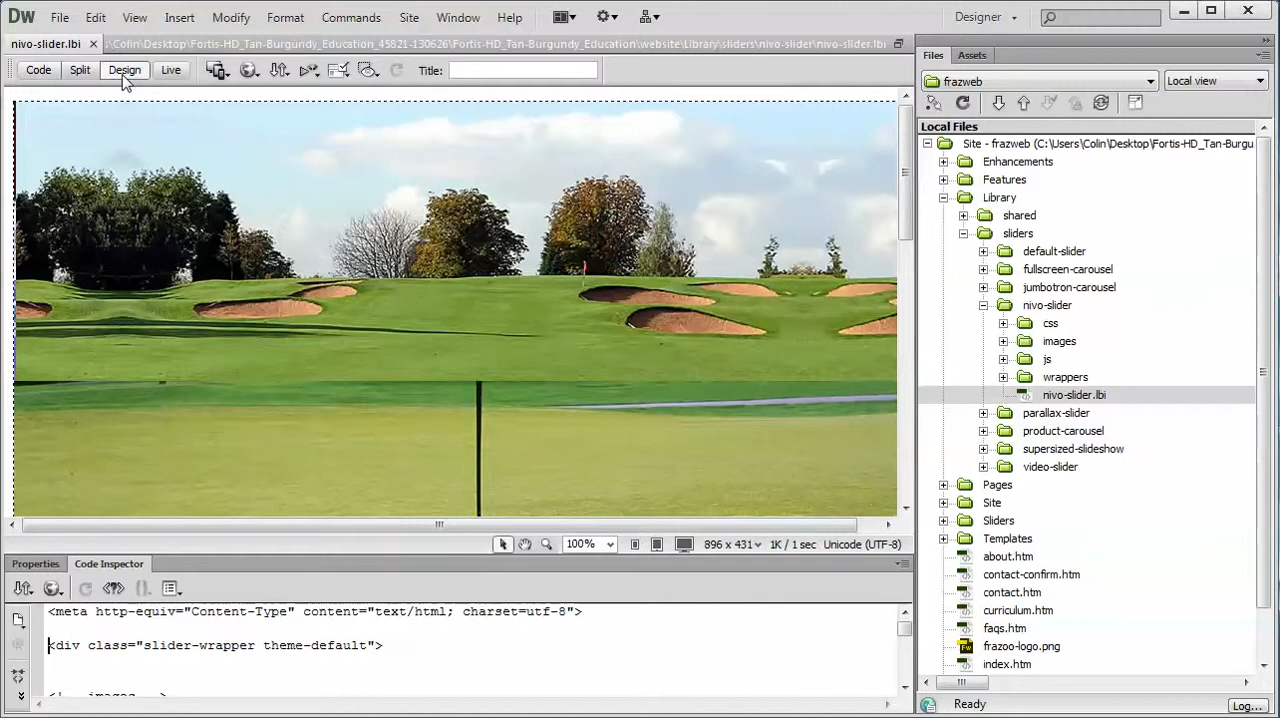 Dw File Edit View Insert Modify Format Commands Site Window Help Designer
nivo-slider.lbi :\Colin\Desktop\Fortis-HD_Tan-Burgundy_Education_45821-130626\Fortis-HD_Tan-Burgundy_Education\website\Library\sliders\nivo-slider\nivo-slider.lbi
Code Split Design Live Title:
Files Assets
frazweb Local view
Local Files
Site - frazweb (C:\Users\Colin\Desktop\Fortis-HD_Tan-Burgu
Enhancements
Features
Library
shared
sliders
default-slider
fullscreen-carousel
jumbotron-carousel
nivo-slider
css
images
js
wrappers
nivo-slider.lbi
parallax-slider
product-carousel
supersized-slideshow
video-slider
Pages
Site
Sliders
Templates
about.htm
contact-confirm.htm
contact.htm
curriculum.htm
faqs.htm
frazoo-logo.png
index.htm
Ready Log...
100% 896 x 431 1K / 1 sec Unicode (UTF-8)
Properties Code Inspector
<meta http-equiv="Content-Type" content="text/html; charset=utf-8">
<div class="slider-wrapper theme-default">